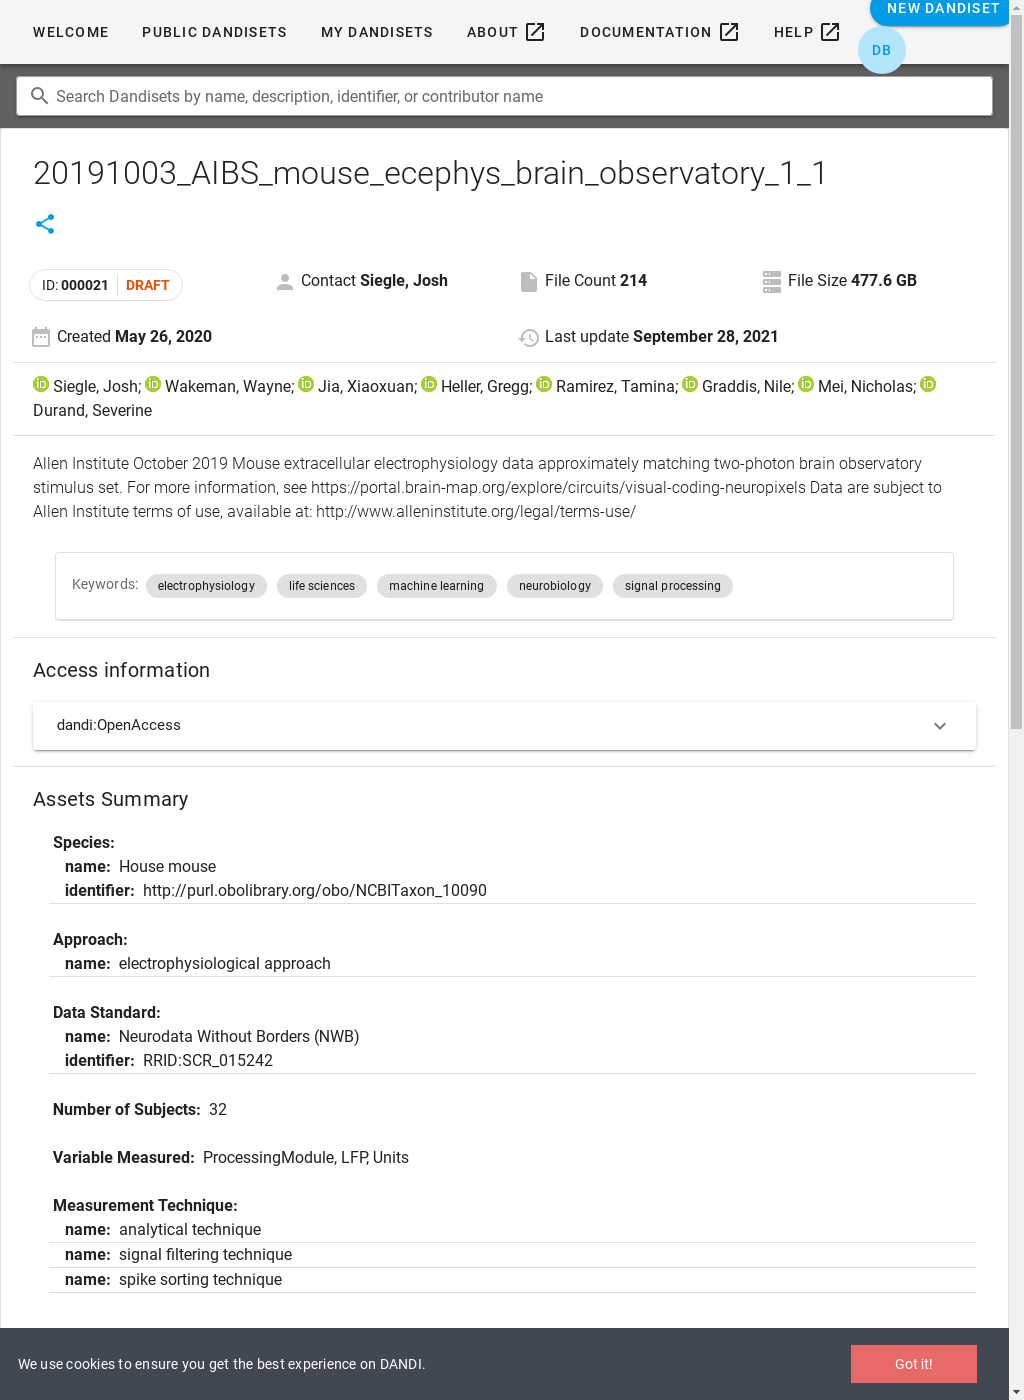 NEW DANDISET
WELCOME PUBLIC DANDISETS MY DANDISETS ABOUT DOCUMENTATION HELP
DB
Search Dandisets by name, description, identifier, or contributor name
20191003_AIBS_mouse_ecephys_brain_observatory_1_1
ID: 000021 DRAFT
Contact Siegle, Josh
File Count 214
File Size 477.6 GB
Created May 26, 2020
Last update September 28, 2021
iD Siegle, Josh; iD Wakeman, Wayne; iD Jia, Xiaoxuan; iD Heller, Gregg; iD Ramirez, Tamina; iD Graddis, Nile; iD Mei, Nicholas; iD
Durand, Severine
Allen Institute October 2019 Mouse extracellular electrophysiology data approximately matching two-photon brain observatory
stimulus set. For more information, see https://portal.brain-map.org/explore/circuits/visual-coding-neuropixels Data are subject to
Allen Institute terms of use, available at: http://www.alleninstitute.org/legal/terms-use/
Keywords: electrophysiology life sciences machine learning neurobiology signal processing
Access information
dandi:OpenAccess
Assets Summary
Species:
name: House mouse
identifier: http://purl.obolibrary.org/obo/NCBITaxon_10090
Approach:
name: electrophysiological approach
Data Standard:
name: Neurodata Without Borders (NWB)
identifier: RRID:SCR_015242
Number of Subjects: 32
Variable Measured: ProcessingModule, LFP, Units
Measurement Technique:
name: analytical technique
name: signal filtering technique
name: spike sorting technique
We use cookies to ensure you get the best experience on DANDI.
Got it!